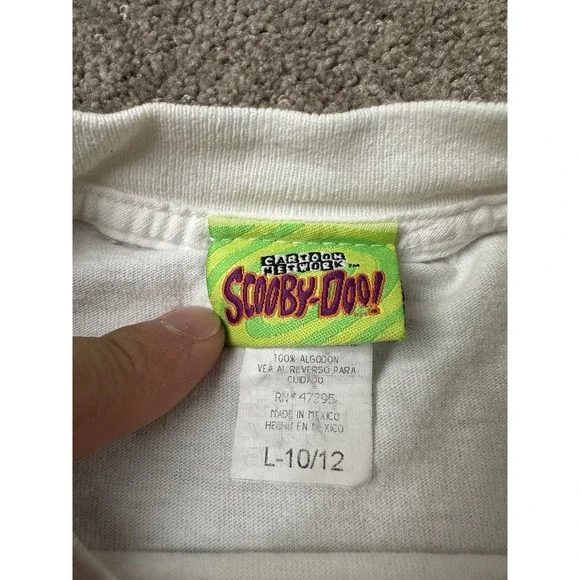 CARTOON
NETWORK™
SCOOBY-DOO!
100% ALGODON
VEA AL REVERSO PARA
CUIDADO
RN# 47295
MADE IN MEXICO
HECHO EN MEXICO
L-10/12